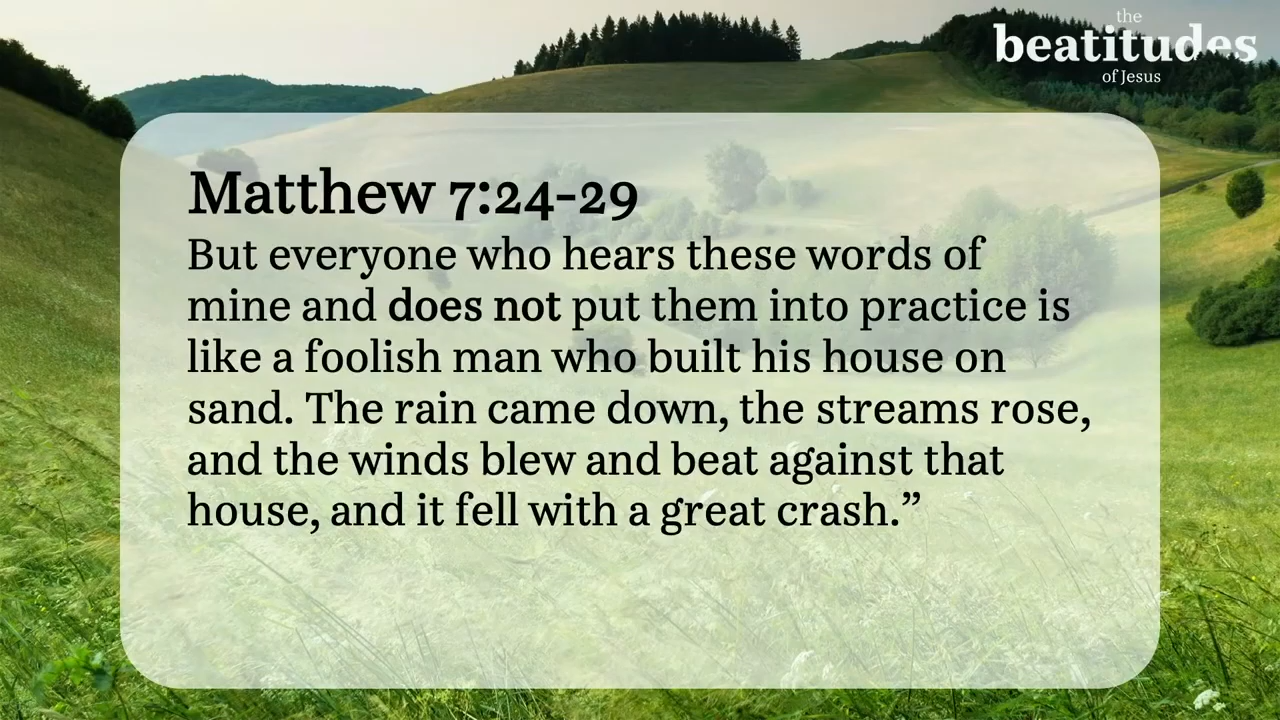 the
beatitudes
of Jesus
Matthew 7:24-29
But everyone who hears these words of
mine and does not put them into practice is
like a foolish man who built his house on
sand. The rain came down, the streams rose,
and the winds blew and beat against that
house, and it fell with a great crash.”